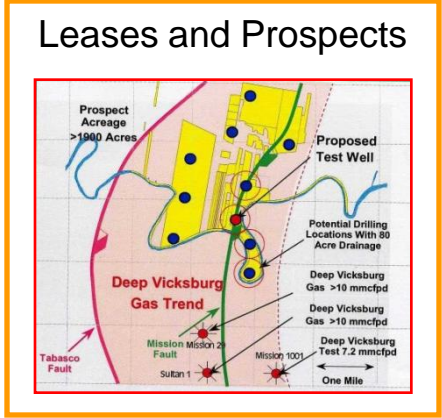 Leases and Prospects
Prospect
Acreage
>1900 Acres
Proposed
Test Well
Potential Drilling
Locations With 80
Acre Drainage
Deep Vicksburg
Gas Trend
Deep Vicksburg
Gas >10 mmcfpd
Deep Vicksburg
Gas >10 mmcfpd
Mission
Fault
Mission 29
Deep Vicksburg
Test 7.2 mmcfpd
Tabasco
Fault
Sultan 1
Mission 1001
One Mile